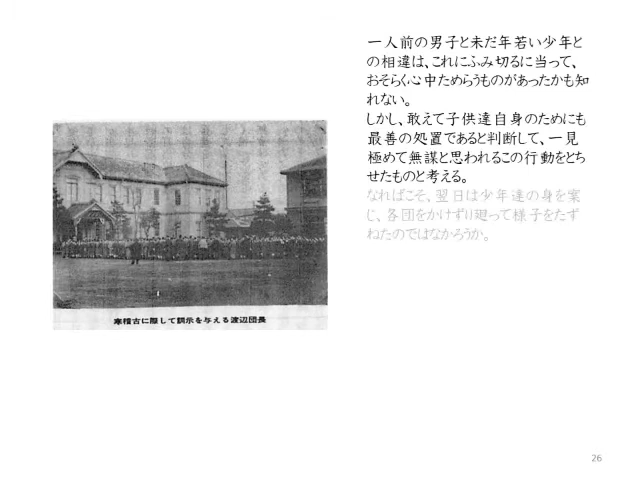 一人前の男子と未だ年若い少年と
の相違は、これにふみ切るに当って、
おそらく心中ためらうものがあったかも知
れない。
しかし、敢えて子供達自身のためにも
最善の処置であると判断して、一見
極めて無謀と思われるこの行動をとら
せたものと考える。
なればこそ、翌日は少年達の身を案
じ、各団をかけずり廻って様子をたず
ねたのではなかろうか。
寒稽古に際して訓示を与える渡辺団長
26